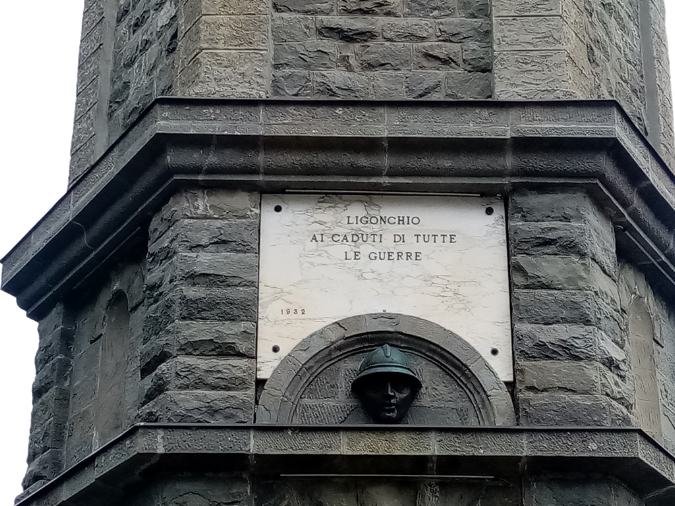 LIGONCHIO
AI CADUTI DI TUTTE
LE GUERRE
1932